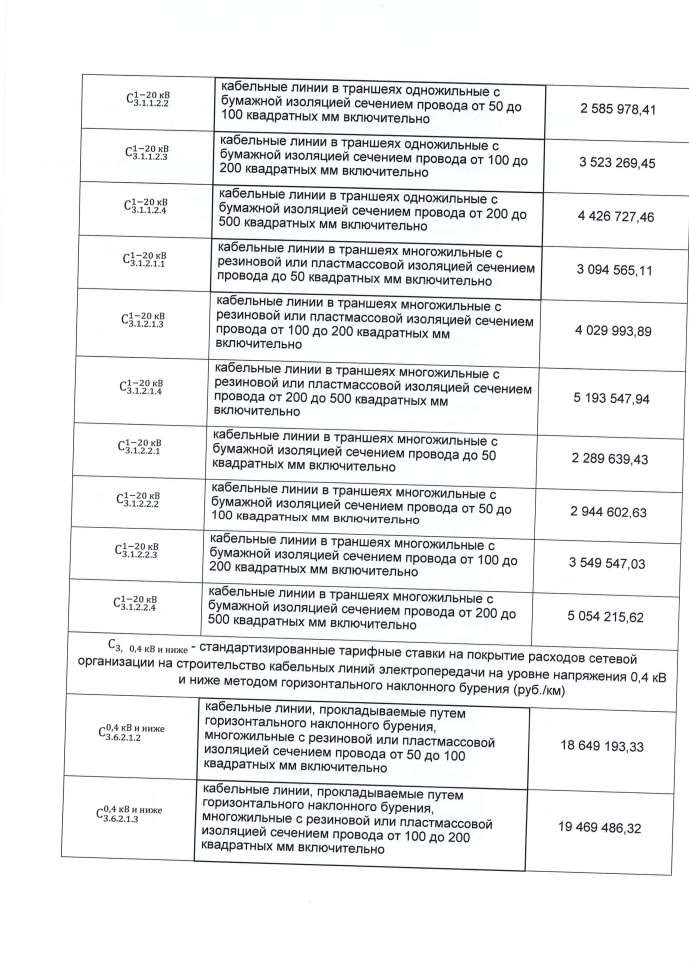 C 1−20 кВ 3.1.1.2.2
кабельные линии в траншеях одножильные с
бумажной изоляцией сечением провода от 50 до
100 квадратных мм включительно
2 585 978,41
C 1−20 кВ 3.1.1.2.3
кабельные линии в траншеях одножильные с
бумажной изоляцией сечением провода от 100 до
200 квадратных мм включительно
3 523 269,45
C 1−20 кВ 3.1.1.2.4
кабельные линии в траншеях одножильные с
бумажной изоляцией сечением провода от 200 до
500 квадратных мм включительно
4 426 727,46
C 1−20 кВ 3.1.2.1.1
кабельные линии в траншеях многожильные с
резиновой или пластмассовой изоляцией сечением
провода до 50 квадратных мм включительно
3 094 565,11
C 1−20 кВ 3.1.2.1.3
кабельные линии в траншеях многожильные с
резиновой или пластмассовой изоляцией сечением
провода от 100 до 200 квадратных мм
включительно
4 029 993,89
C 1−20 кВ 3.1.2.1.4
кабельные линии в траншеях многожильные с
резиновой или пластмассовой изоляцией сечением
провода от 200 до 500 квадратных мм
включительно
5 193 547,94
C 1−20 кВ 3.1.2.2.1
кабельные линии в траншеях многожильные с
бумажной изоляцией сечением провода до 50
квадратных мм включительно
2 289 639,43
C 1−20 кВ 3.1.2.2.2
кабельные линии в траншеях многожильные с
бумажной изоляцией сечением провода от 50 до
100 квадратных мм включительно
2 944 602,63
C 1−20 кВ 3.1.2.2.3
кабельные линии в траншеях многожильные с
бумажной изоляцией сечением провода от 100 до
200 квадратных мм включительно
3 549 547,03
C 1−20 кВ 3.1.2.2.4
кабельные линии в траншеях многожильные с
бумажной изоляцией сечением провода от 200 до
500 квадратных мм включительно
5 054 215,62
C3, 0,4 кВ и ниже - стандартизированные тарифные ставки на покрытие расходов сетевой
организации на строительство кабельных линий электропередачи на уровне напряжения 0,4 кВ
и ниже методом горизонтального наклонного бурения (руб./км)
C 0,4 кВ и ниже 3.6.2.1.2
кабельные линии, прокладываемые путем
горизонтального наклонного бурения,
многожильные с резиновой или пластмассовой
изоляцией сечением провода от 50 до 100
квадратных мм включительно
18 649 193,33
C 0,4 кВ и ниже 3.6.2.1.3
кабельные линии, прокладываемые путем
горизонтального наклонного бурения,
многожильные с резиновой или пластмассовой
изоляцией сечением провода от 100 до 200
квадратных мм включительно
19 469 486,32